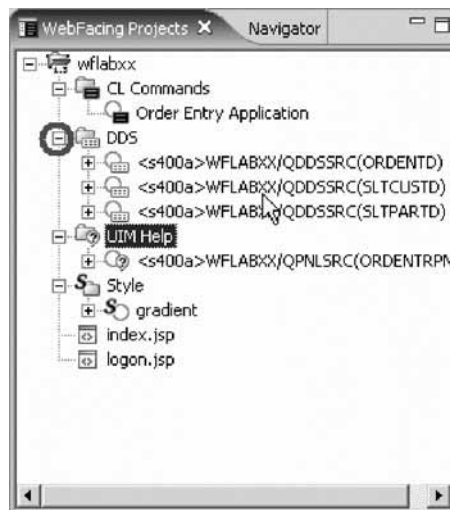 WebFacing Projects Navigator
wflabxx
CL Commands
Order Entry Application
DDS
<s400a>WFLABXX/QDDSSRC(ORDENTD)
<s400a>WFLABXX/QDDSSRC(SLTCUSTD)
<s400a>WFLABXX/QDDSSRC(SLTPARTD)
UIM Help
<s400a>WFLABXX/QPNLSRC(ORDENTRPN
Style
gradient
index.jsp
logon.jsp